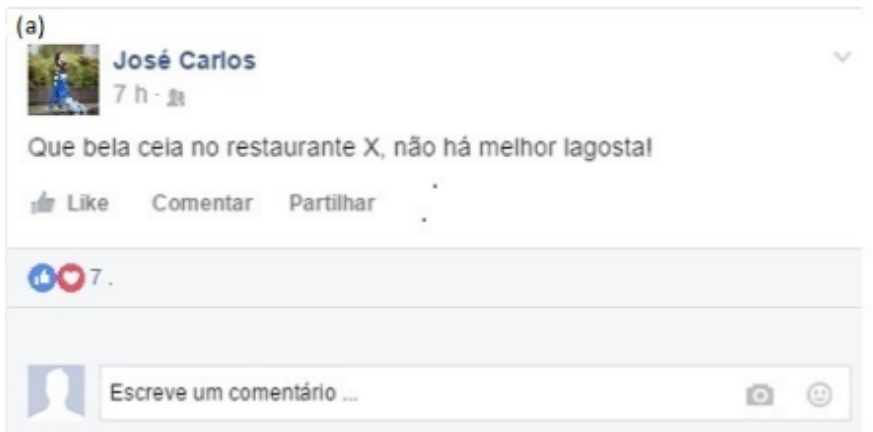 (a)
José Carlos
7 h ·
Que bela ceia no restaurante X, não há melhor lagosta!
Like Comentar Partilhar
7 .
Escreve um comentário ...